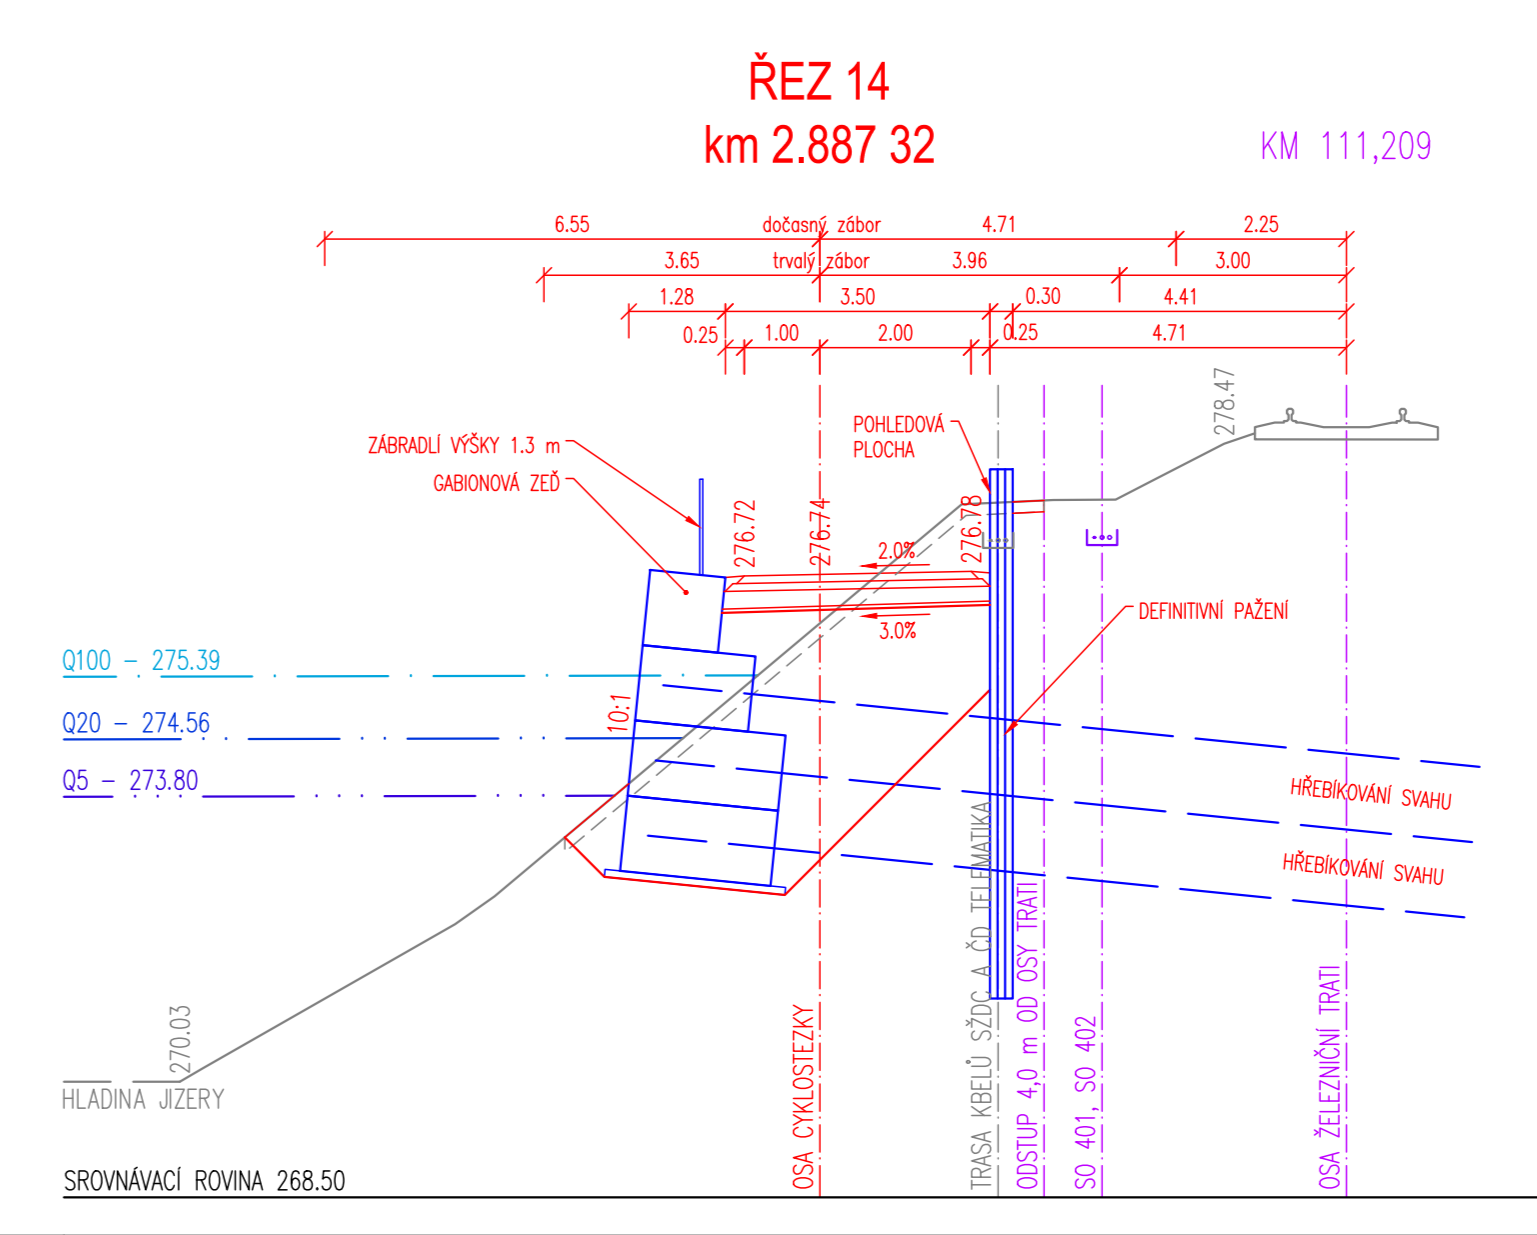 ŘEZ 14
km 2.887 32
KM 111,209
6.55 dočasný zábor 4.71 2.25
3.65 trvalý zábor 3.96 3.00
1.28 3.50 0.30 4.41
0.25 1.00 2.00 0.25 4.71
278.47
ZÁBRADLÍ VÝŠKY 1.3 m
GABIONOVÁ ZEĎ
POHLEDOVÁ
PLOCHA
276.72
276.74
276.78
2.0%
3.0%
DEFINITIVNÍ PAŽENÍ
Q100 – 275.39
Q20 – 274.56
Q5 – 273.80
10:1
HŘEBÍKOVÁNÍ SVAHU
HŘEBÍKOVÁNÍ SVAHU
270.03
HLADINA JIZERY
OSA CYKLOSTEZKY
TRASA KBELŮ SŽDC A ČD TELEMATIKA
ODSTUP 4,0 m OD OSY TRATI
SO 401, SO 402
OSA ŽELEZNIČNÍ TRATI
SROVNÁVACÍ ROVINA 268.50